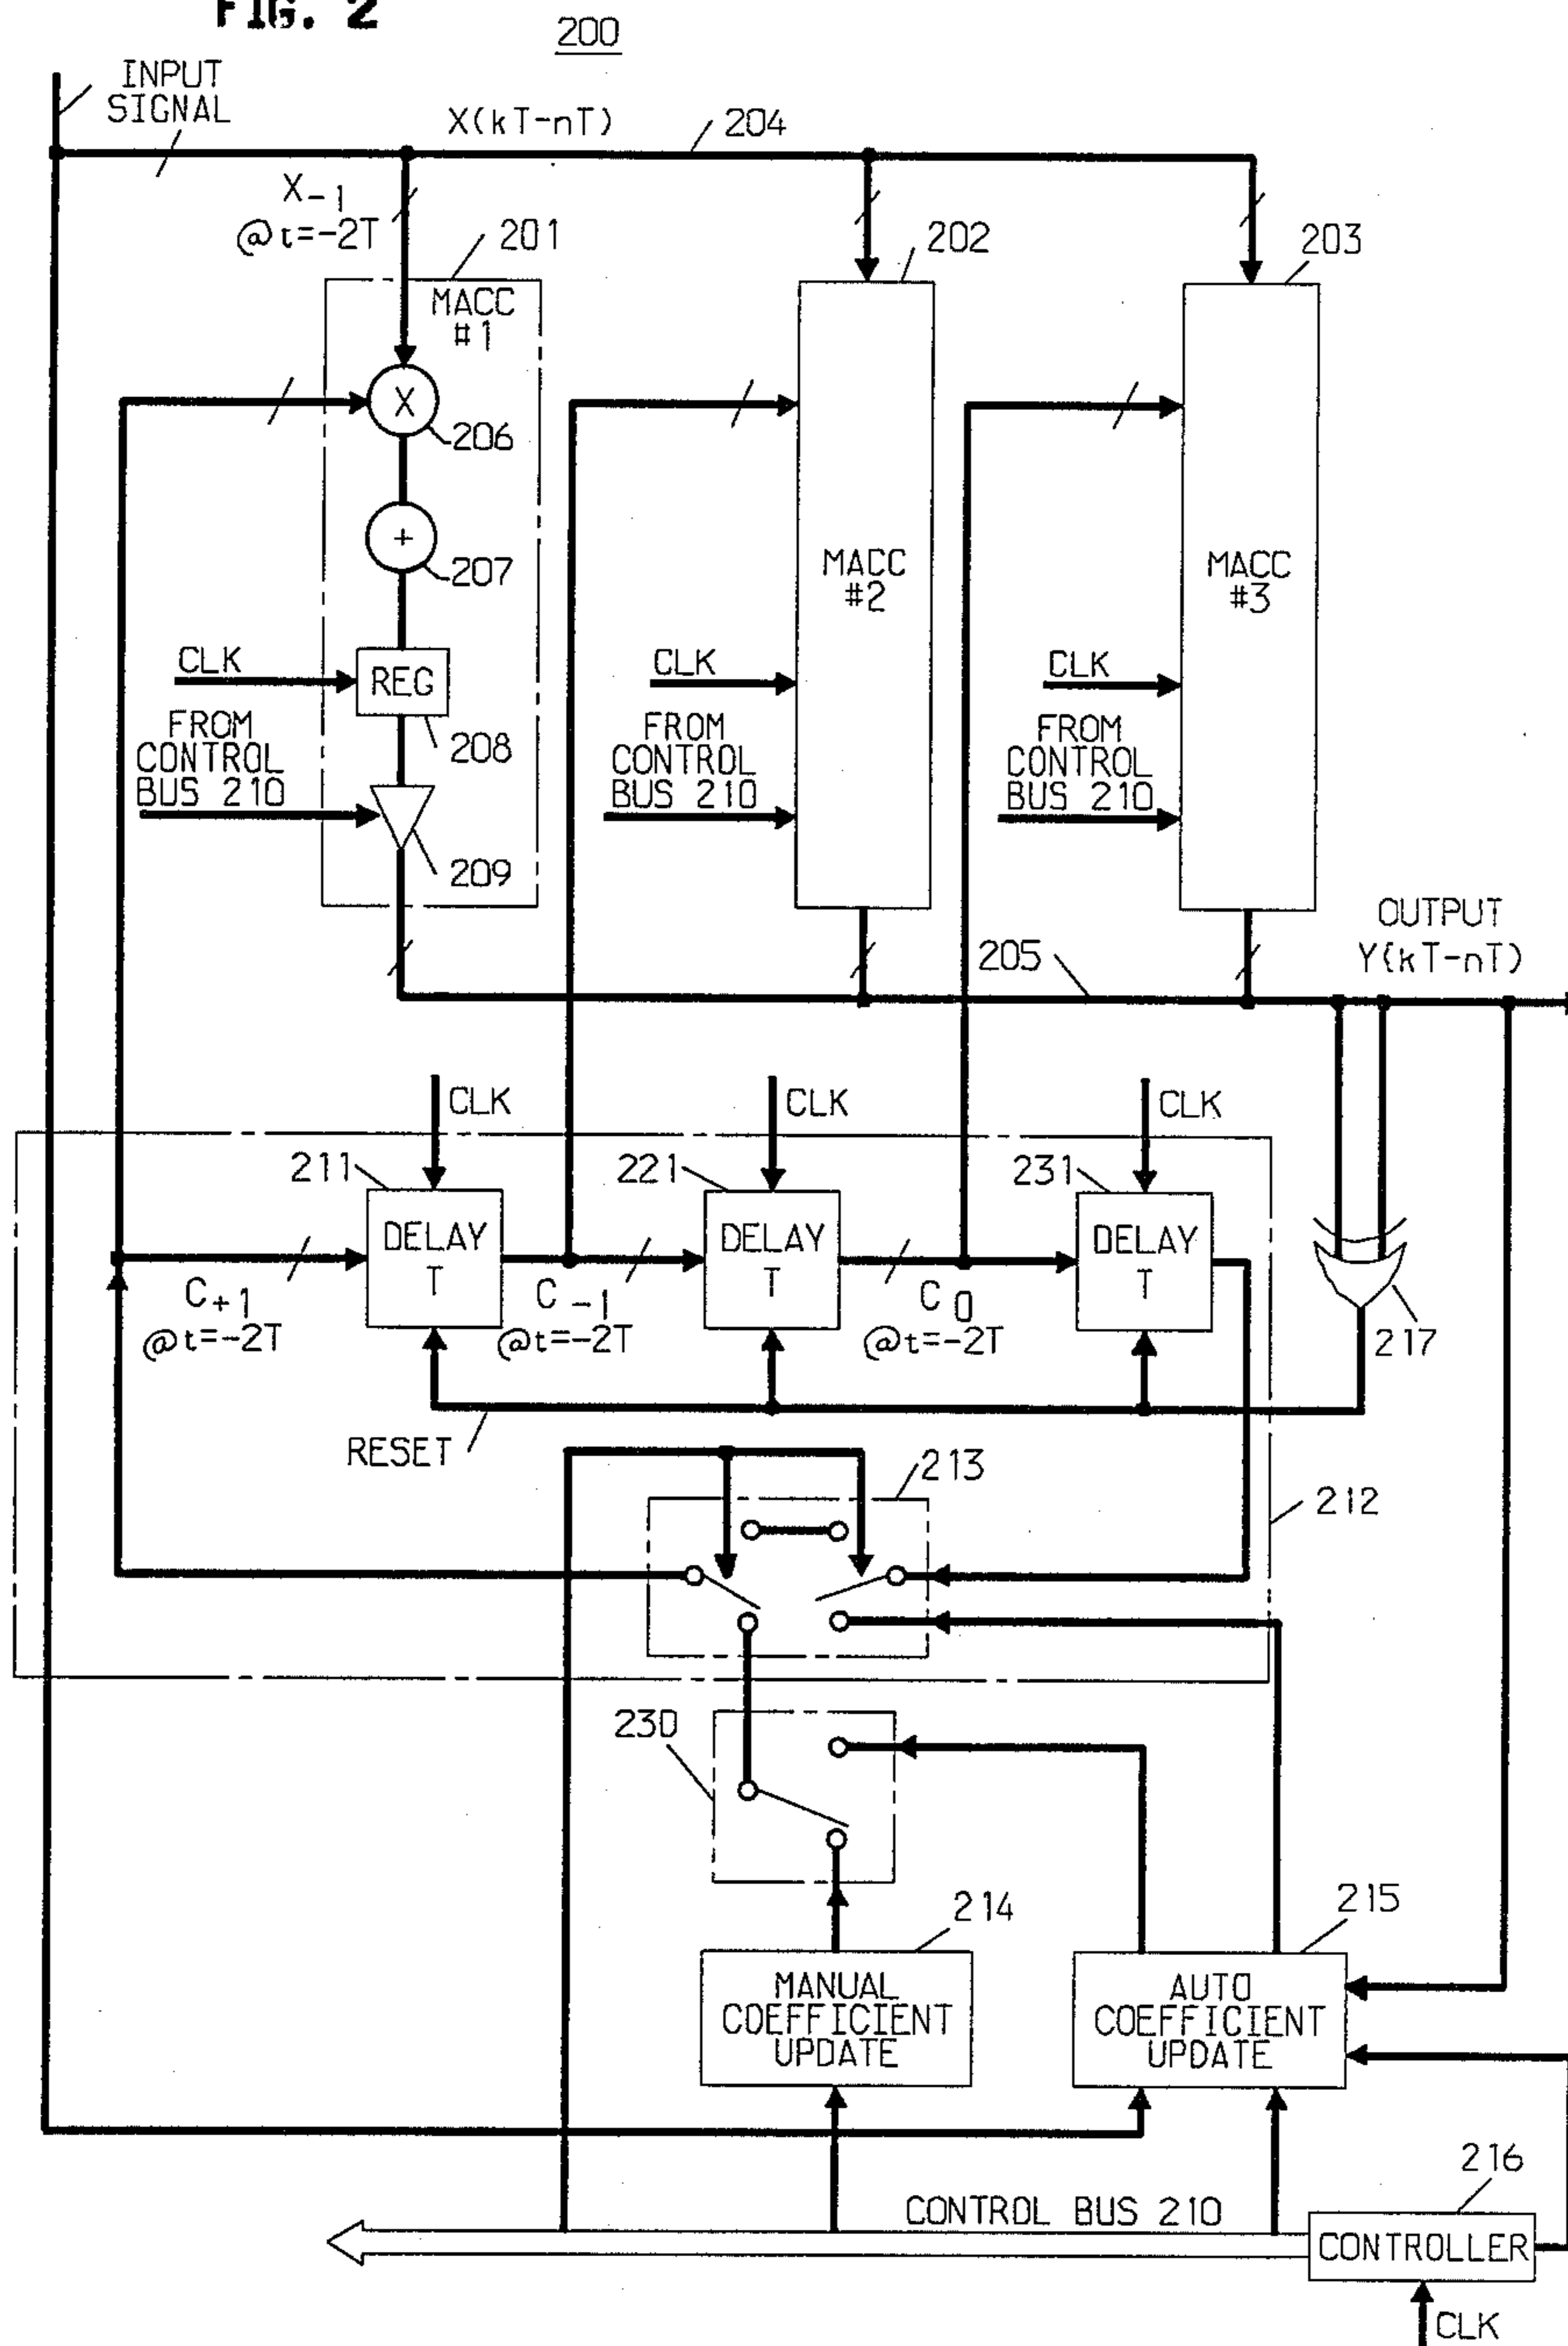 FIG. 2
200
INPUT
SIGNAL
X(kT-nT)
204
X-1
@t=-2T
201
202
203
MACC
#1
X
206
+
207
MACC
#2
MACC
#3
CLK
REG
CLK
CLK
208
FROM
CONTROL
BUS 210
FROM
CONTROL
BUS 210
FROM
CONTROL
BUS 210
209
OUTPUT
Y(kT-nT)
205
CLK
CLK
CLK
211
221
231
DELAY
T
DELAY
T
DELAY
T
C+1
@t=-2T
C-1
@t=-2T
C0
@t=-2T
217
RESET
213
212
230
214
215
MANUAL
COEFFICIENT
UPDATE
AUTO
COEFFICIENT
UPDATE
216
CONTROL BUS 210
CONTROLLER
CLK